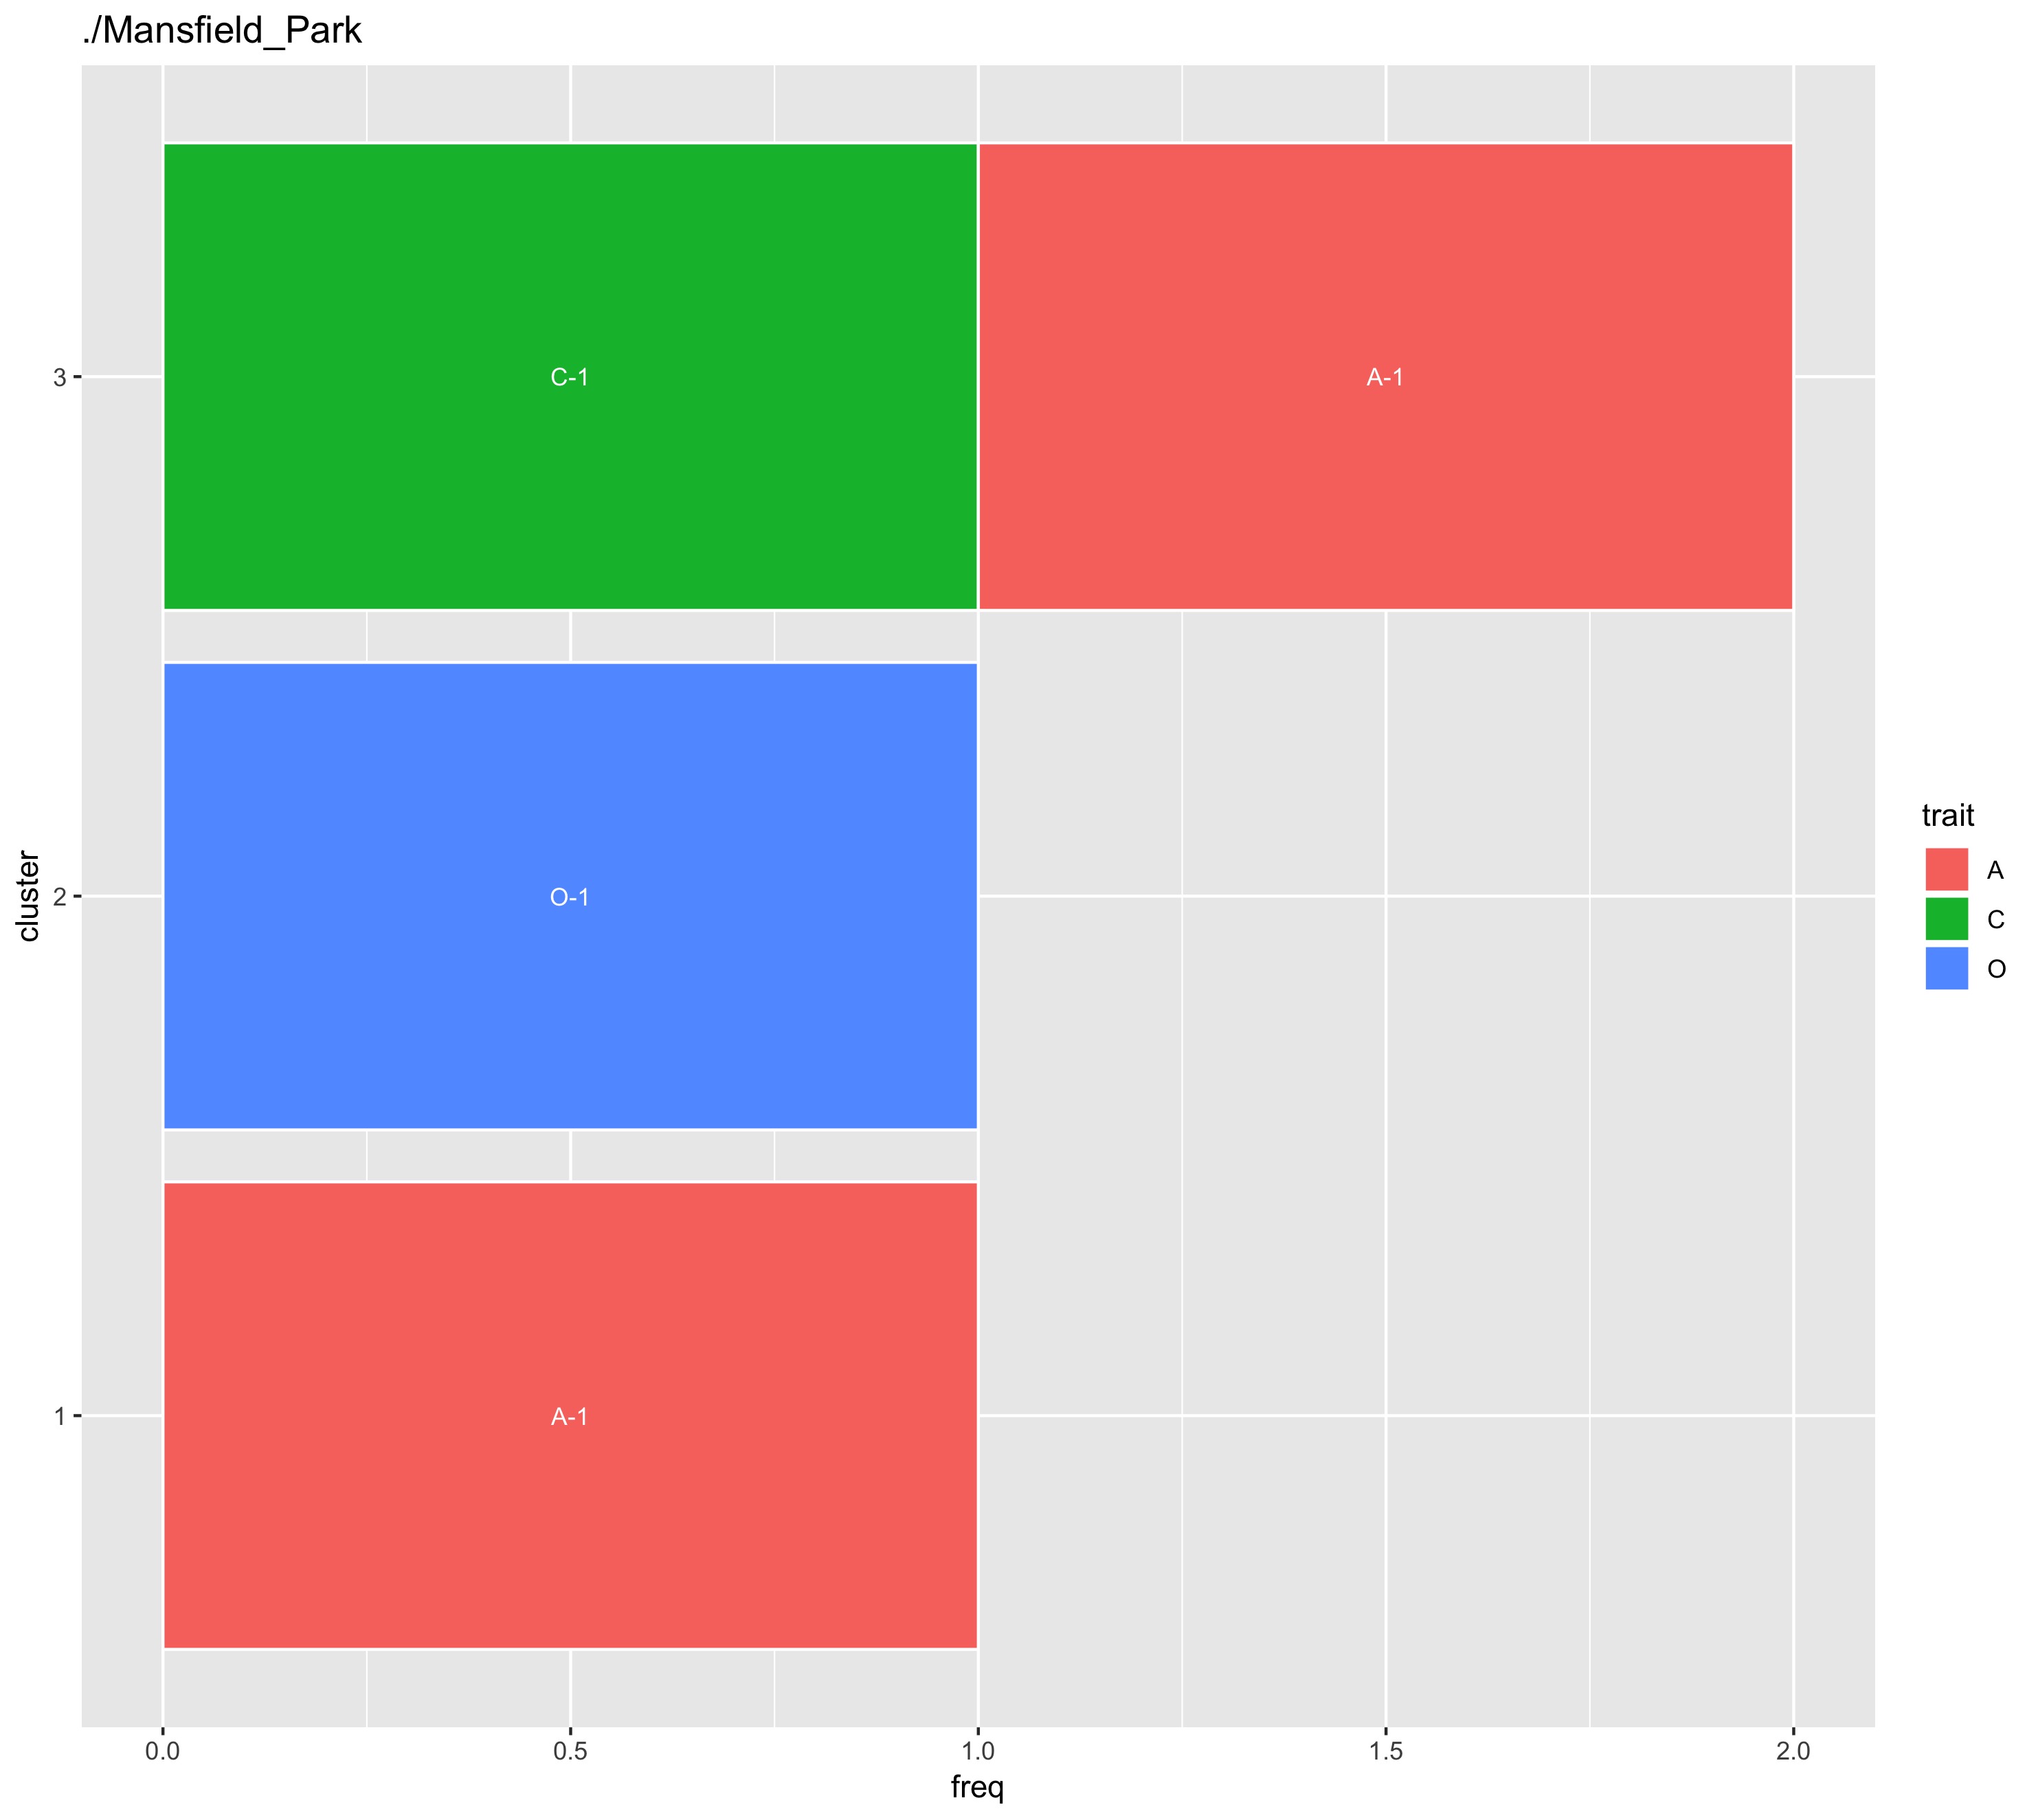 ./Mansfield_Park
cluster
3
2
1
C-1
A-1
O-1
A-1
0.0
0.5
1.0
1.5
2.0
freq
trait
A
C
O